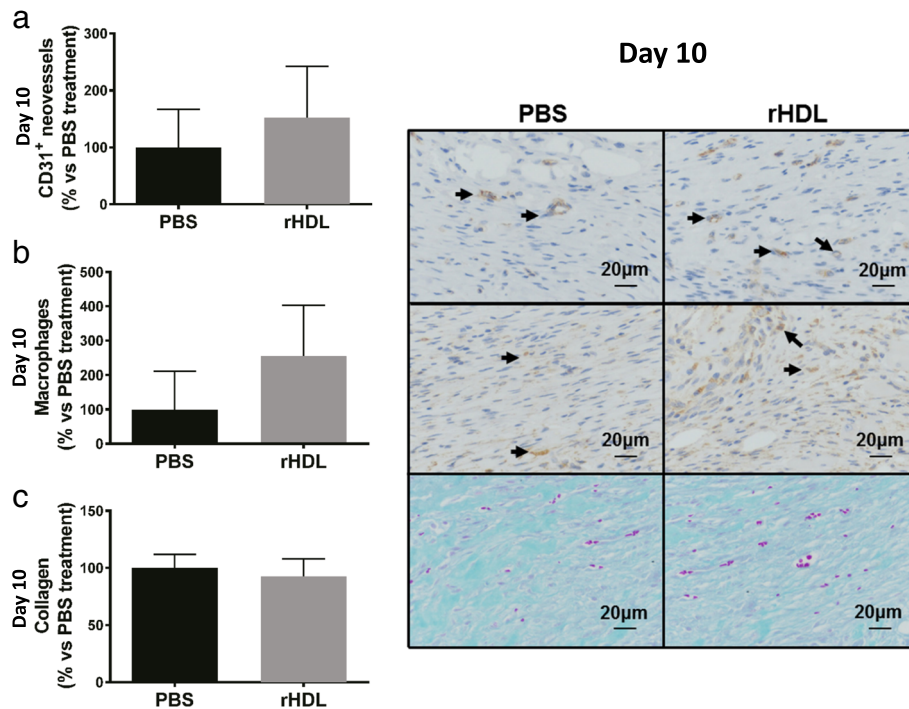 a
Day 10
CD31⁺ neovessels
(% vs PBS treatment)
300
200
100
0
PBS rHDL
b
Day 10
Macrophages
(% vs PBS treatment)
500
400
300
200
100
0
PBS rHDL
c
Day 10
Collagen
(% vs PBS treatment)
150
100
50
0
PBS rHDL
Day 10
PBS rHDL
20µm 20µm
20µm 20µm
20µm 20µm